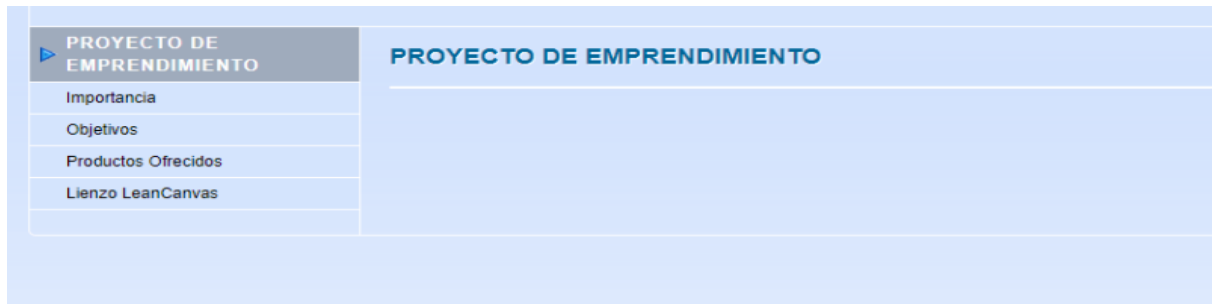 PROYECTO DE
EMPRENDIMIENTO
Importancia
Objetivos
Productos Ofrecidos
Lienzo LeanCanvas
PROYECTO DE EMPRENDIMIENTO